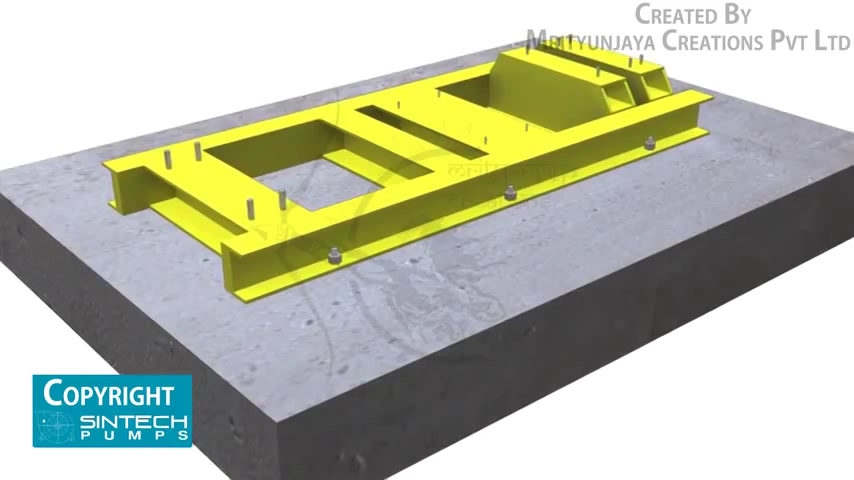 CREATED BY
MRITYUNJAYA CREATIONS PVT LTD
COPYRIGHT
SINTECH
PUMPS